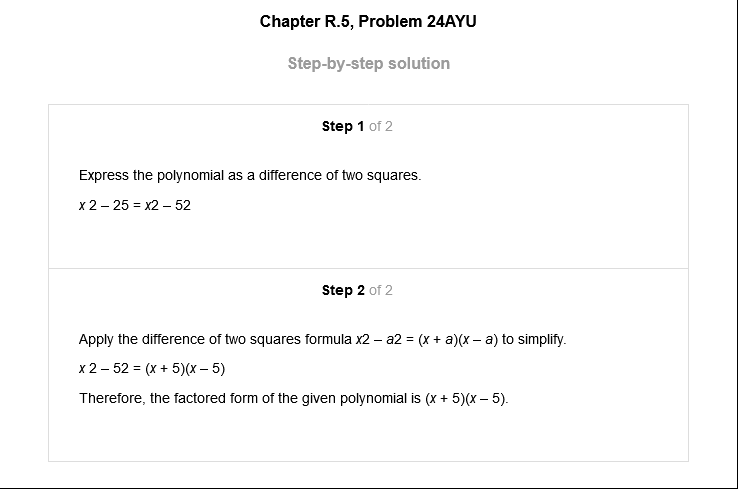 Chapter R.5, Problem 24AYU
Step-by-step solution
Step 1 of 2
Express the polynomial as a difference of two squares.
x 2 – 25 = x2 – 52
Step 2 of 2
Apply the difference of two squares formula x2 – a2 = (x + a)(x – a) to simplify.
x 2 – 52 = (x + 5)(x – 5)
Therefore, the factored form of the given polynomial is (x + 5)(x – 5).